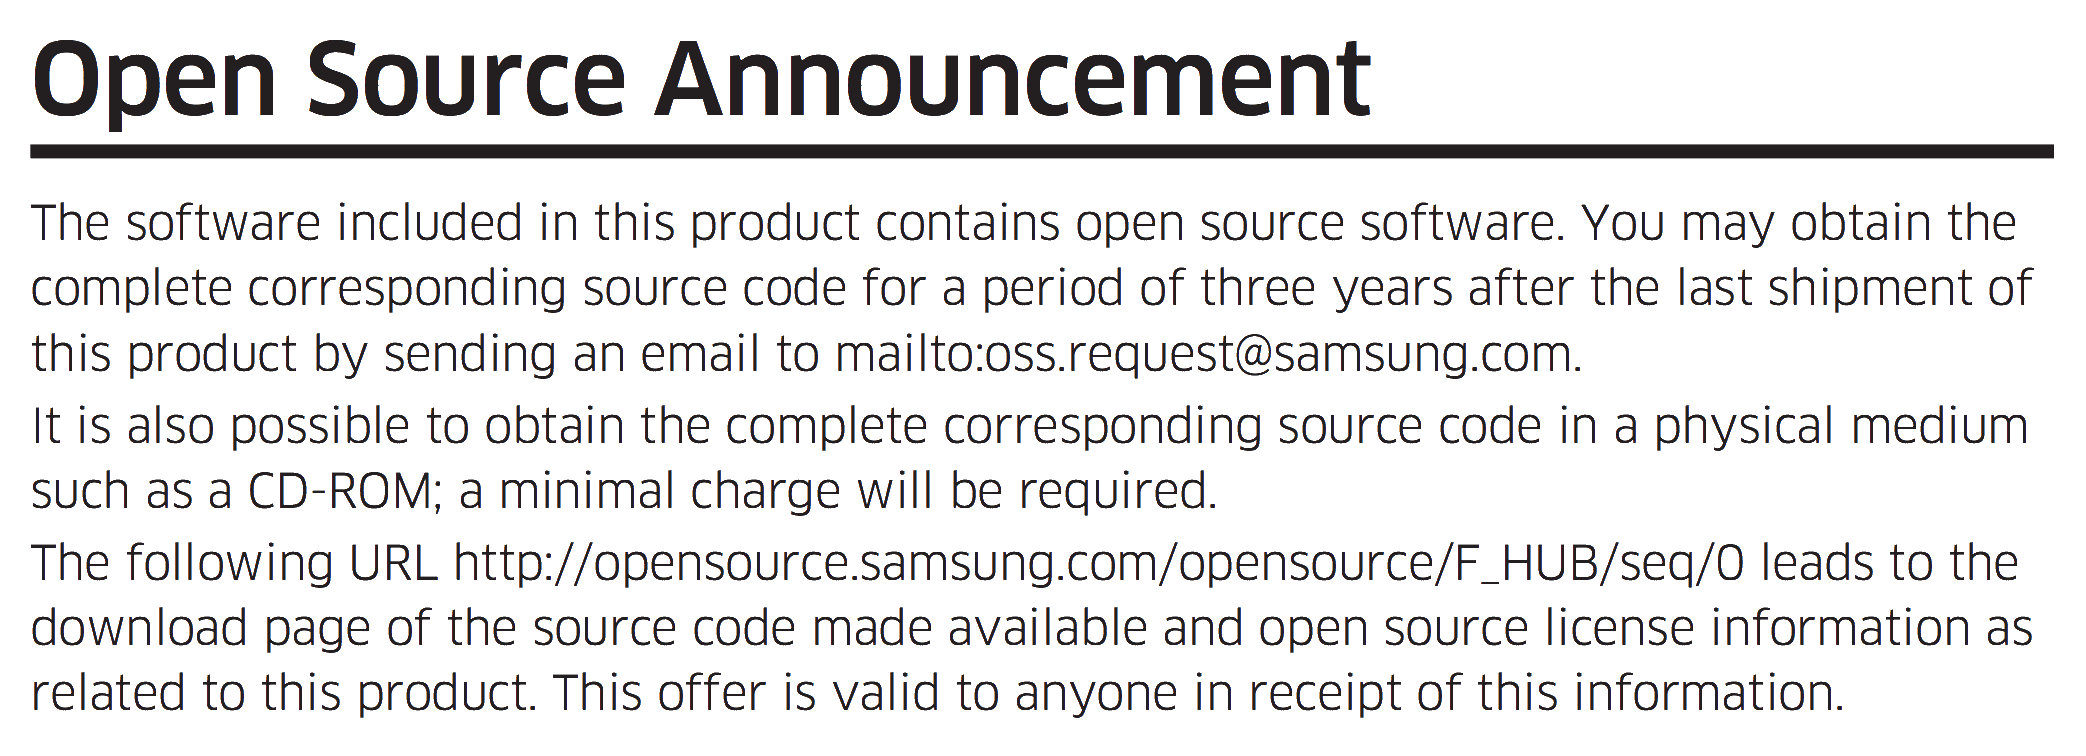 Open Source Announcement
The software included in this product contains open source software. You may obtain the
complete corresponding source code for a period of three years after the last shipment of
this product by sending an email to mailto:oss.request@samsung.com.
It is also possible to obtain the complete corresponding source code in a physical medium
such as a CD-ROM; a minimal charge will be required.
The following URL http://opensource.samsung.com/opensource/F_HUB/seq/0 leads to the
download page of the source code made available and open source license information as
related to this product. This offer is valid to anyone in receipt of this information.